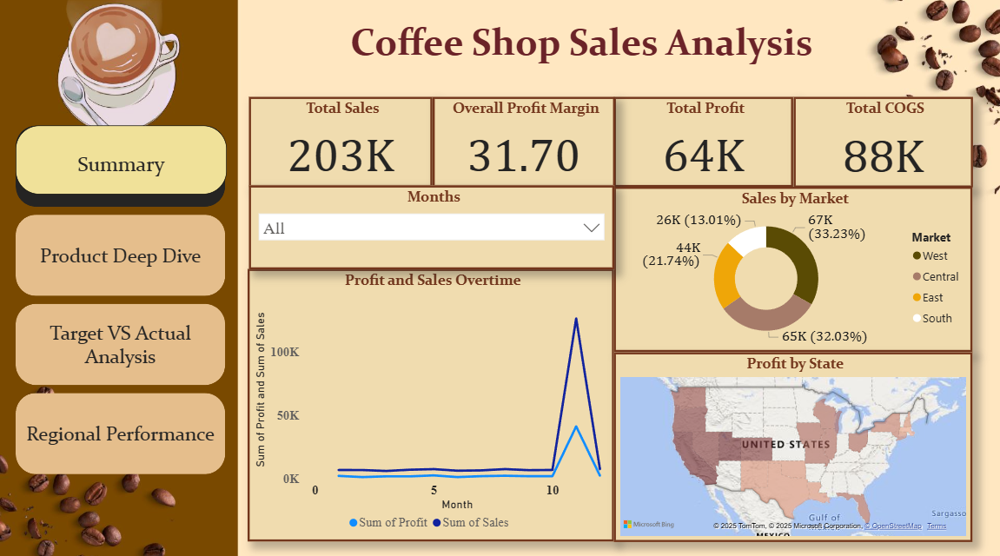 Coffee Shop Sales Analysis
Summary
Product Deep Dive
Target VS Actual
Analysis
Regional Performance
Total Sales
203K
Overall Profit Margin
31.70
Total Profit
64K
Total COGS
88K
Months
All
Profit and Sales Overtime
Sum of Profit and Sum of Sales
100K
50K
0K
0
5
10
Month
Sum of Profit
Sum of Sales
Sales by Market
26K (13.01%)
67K
(33.23%)
44K
(21.74%)
65K (32.03%)
Market
West
Central
East
South
Profit by State
UNITED STATES
Gulf of
Sargasso
MEXICO
Microsoft Bing
© 2025 TomTom, © 2025 Microsoft Corporation, © OpenStreetMap Terms